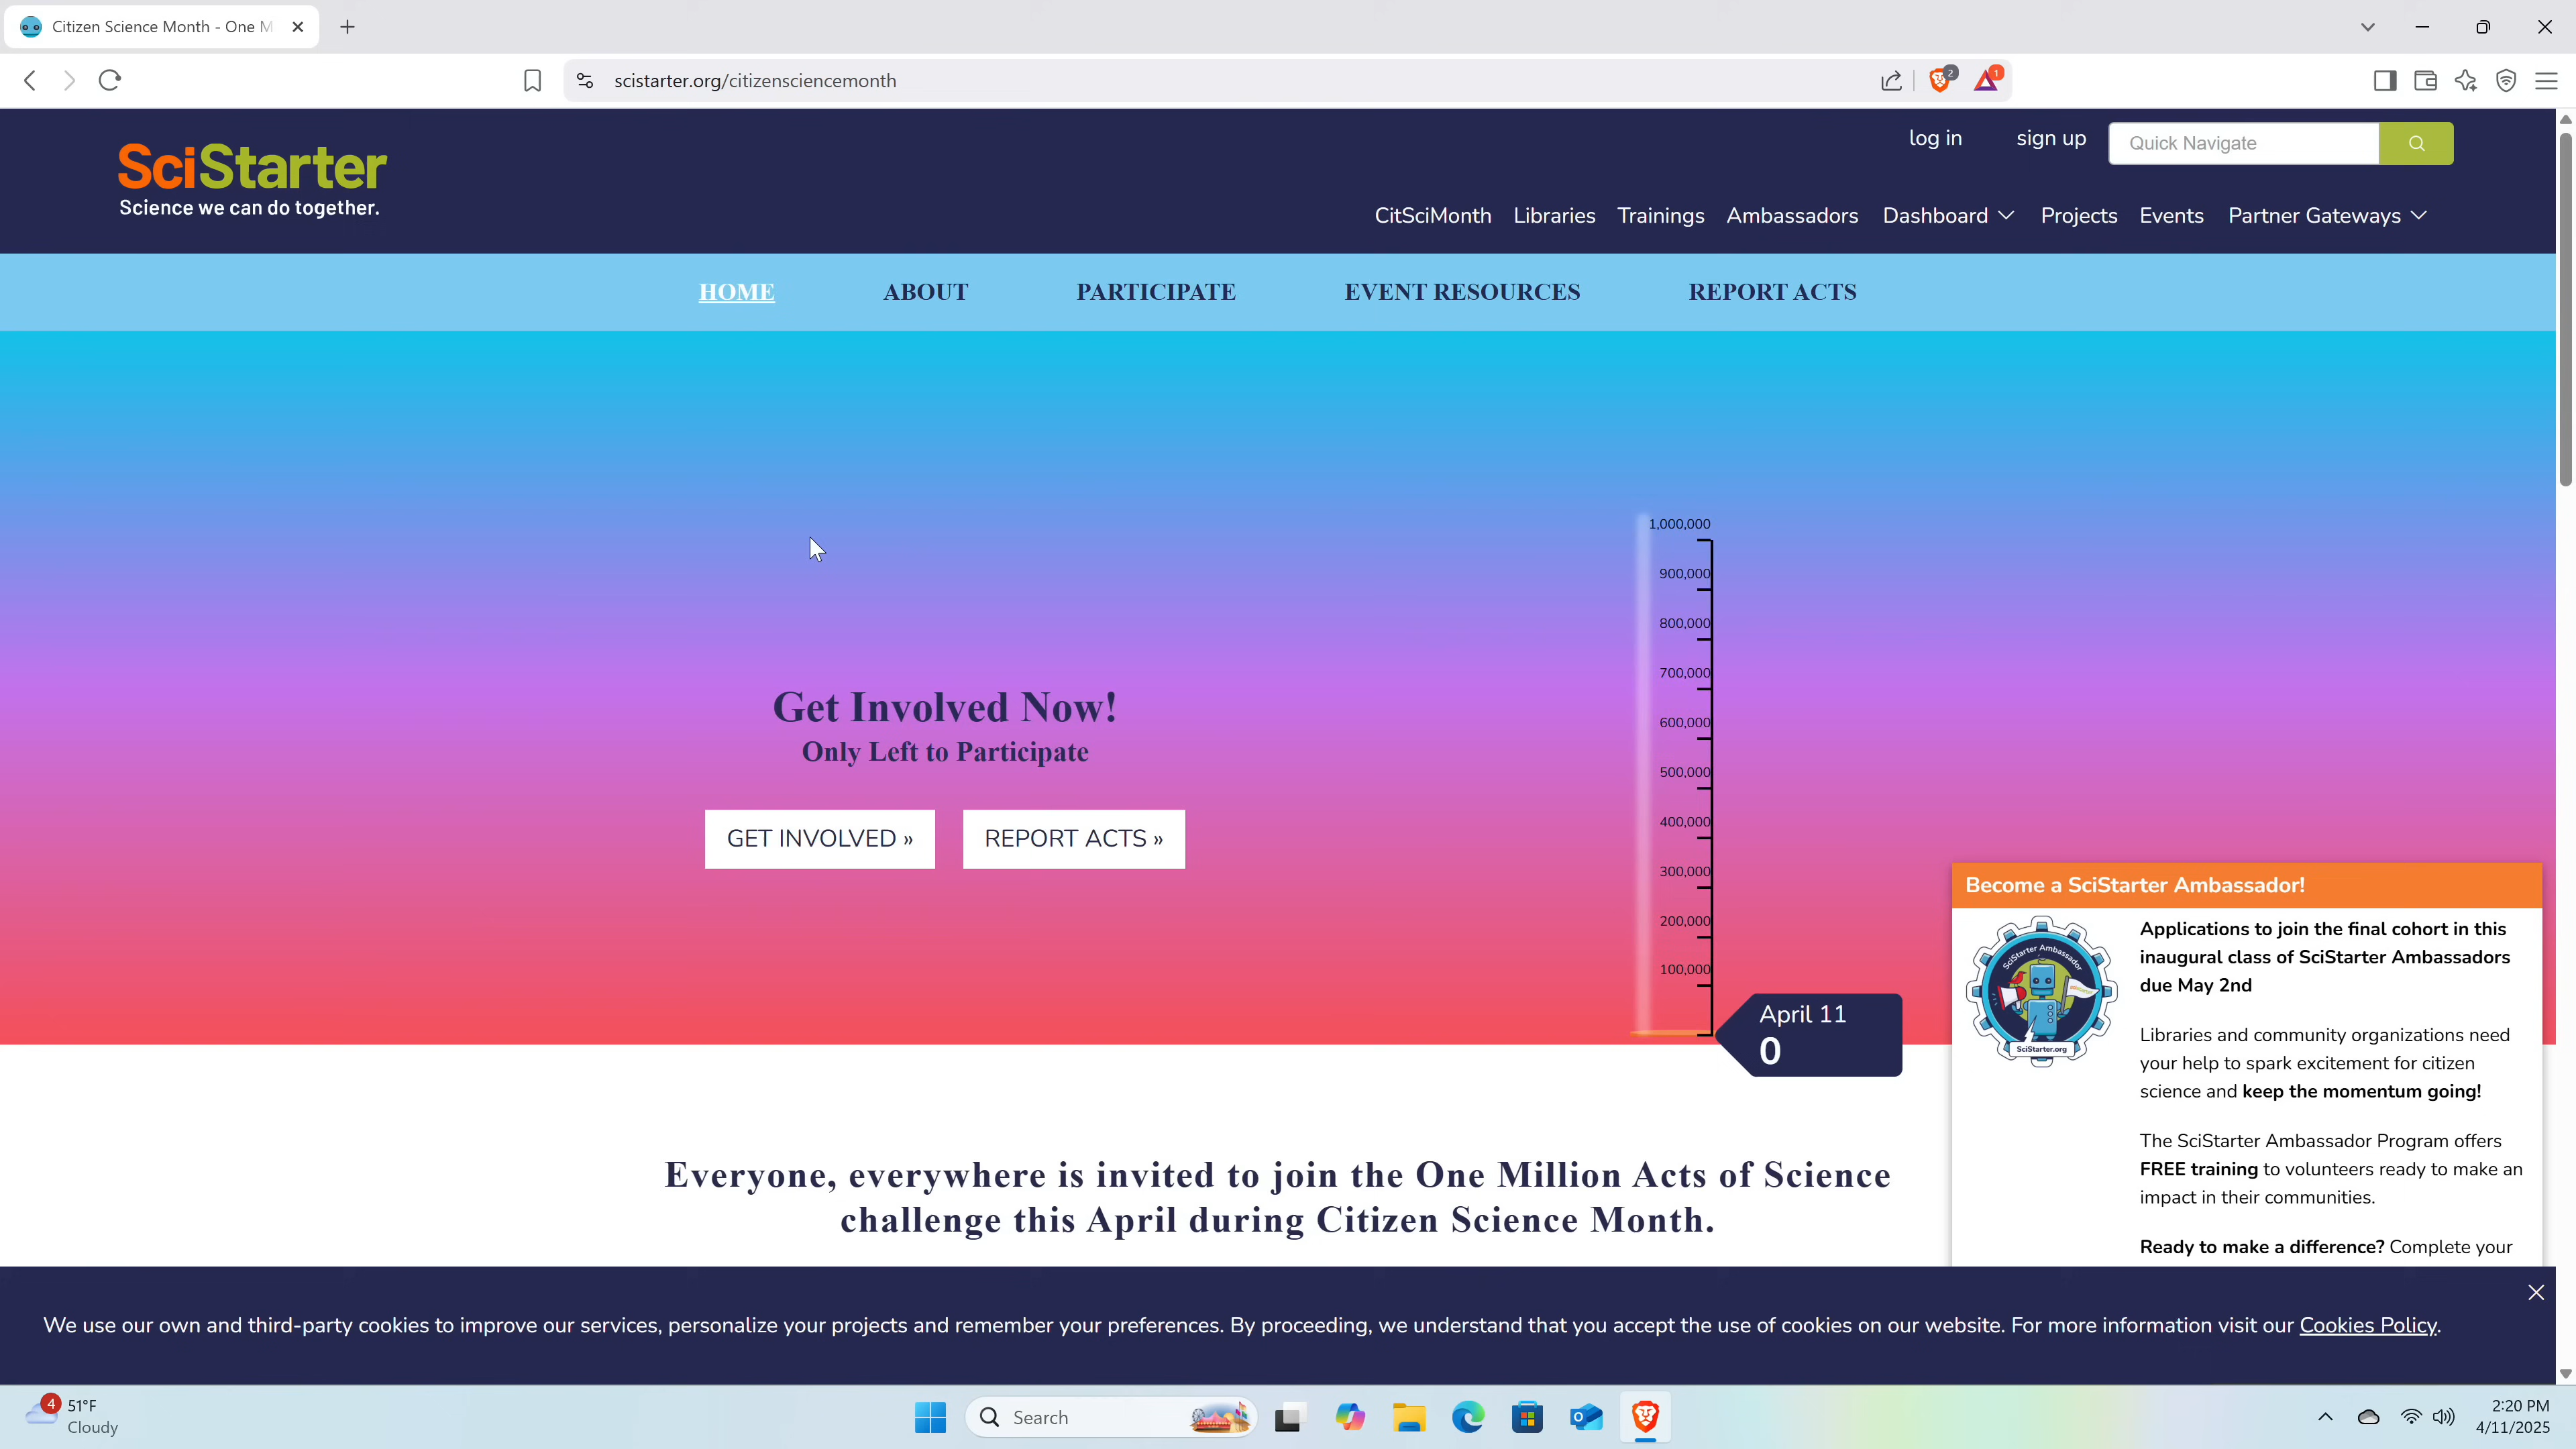 Citizen Science Month - One M
scistarter.org/citizensciencemonth
2
1
SciStarter
Science we can do together.
log in
sign up
Quick Navigate
CitSciMonth
Libraries
Trainings
Ambassadors
Dashboard
Projects
Events
Partner Gateways
HOME
ABOUT
PARTICIPATE
EVENT RESOURCES
REPORT ACTS
Get Involved Now!
Only Left to Participate
GET INVOLVED »
REPORT ACTS »
1,000,000
900,000
800,000
700,000
600,000
500,000
400,000
300,000
200,000
100,000
April 11
0
Everyone, everywhere is invited to join the One Million Acts of Science
challenge this April during Citizen Science Month.
Become a SciStarter Ambassador!
SciStarter Ambassador
SciStarter.org
Applications to join the final cohort in this
inaugural class of SciStarter Ambassadors
due May 2nd
Libraries and community organizations need
your help to spark excitement for citizen
science and keep the momentum going!
The SciStarter Ambassador Program offers
FREE training to volunteers ready to make an
impact in their communities.
Ready to make a difference? Complete your
We use our own and third-party cookies to improve our services, personalize your projects and remember your preferences. By proceeding, we understand that you accept the use of cookies on our website. For more information visit our Cookies Policy.
4
51°F
Cloudy
Search
2:20 PM
4/11/2025